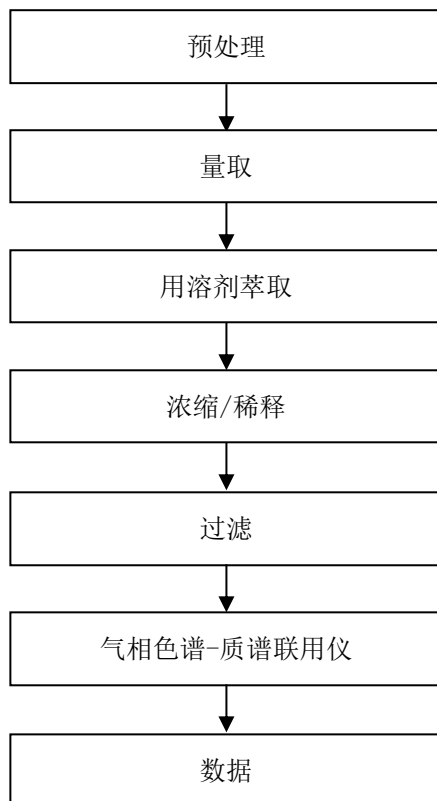 预处理
量取
用溶剂萃取
浓缩/稀释
过滤
气相色谱-质谱联用仪
数据